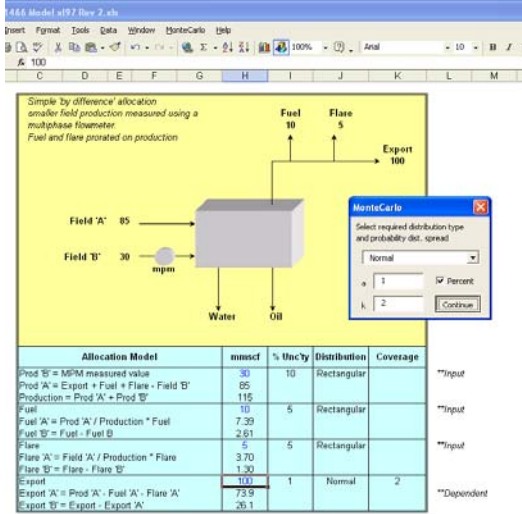 1466 Model xl97 Rev 2.xls
Insert Format Tools Data Window MonteCarlo Help
100% Arial 10 B I
fx 100
C D E F G H I J K L M
Simple 'by difference' allocation
smaller field production measured using a
multiphase flowmeter.
Fuel and flare prorated on production
Fuel Flare
10 5
Export
100
Field 'A' 85
Field 'B' 30
mpm
Water Oil
MonteCarlo
Select required distribution type
and probability dist. spread
Normal
a 1 Percent
k 2 Continue
Allocation Model mmscf % Unc'ty Distribution Coverage
Prod 'B' = MPM measured value 30 10 Rectangular **Input
Prod 'A' = Export + Fuel + Flare - Field 'B' 85
Production = Prod 'A' + Prod 'B' 115
Fuel 10 5 Rectangular **Input
Fuel 'A' = Prod 'A' / Production * Fuel 7.39
Fuel 'B' = Fuel - Fuel B 2.61
Flare 5 5 Rectangular **Input
Flare 'A' = Field 'A' / Production * Flare 3.70
Flare 'B' = Flare - Flare 'B' 1.30
Export 100 1 Normal 2
Export 'A' = Prod 'A' - Fuel 'A' - Flare 'A' 73.9 **Dependent
Export 'B' = Export - Export 'A' 26.1